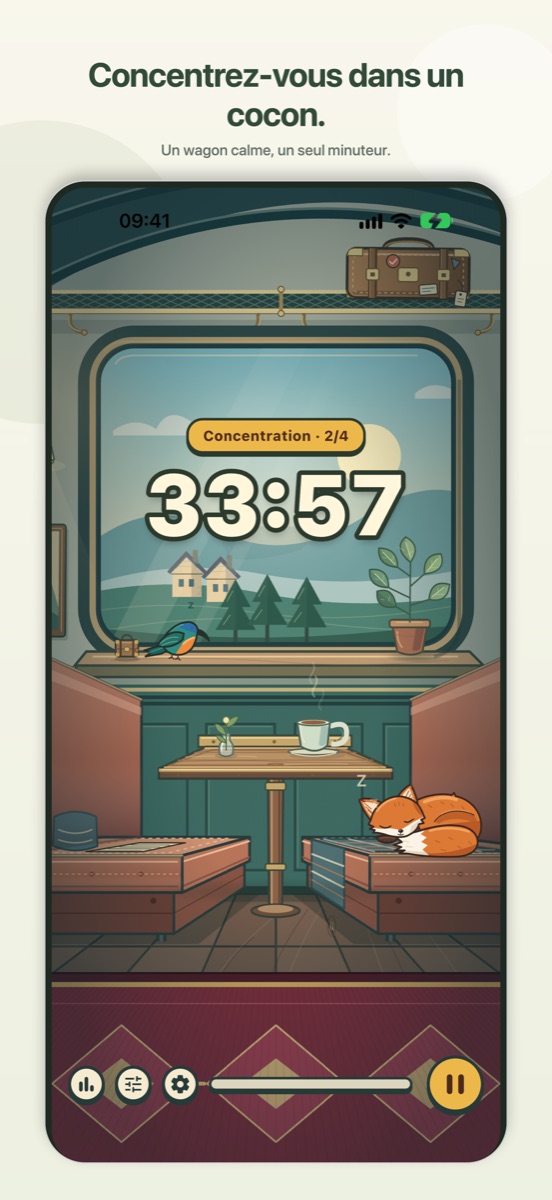 Concentrez-vous dans un
cocon.
Un wagon calme, un seul minuteur.
09:41
Concentration · 2/4
33:57
z
Z